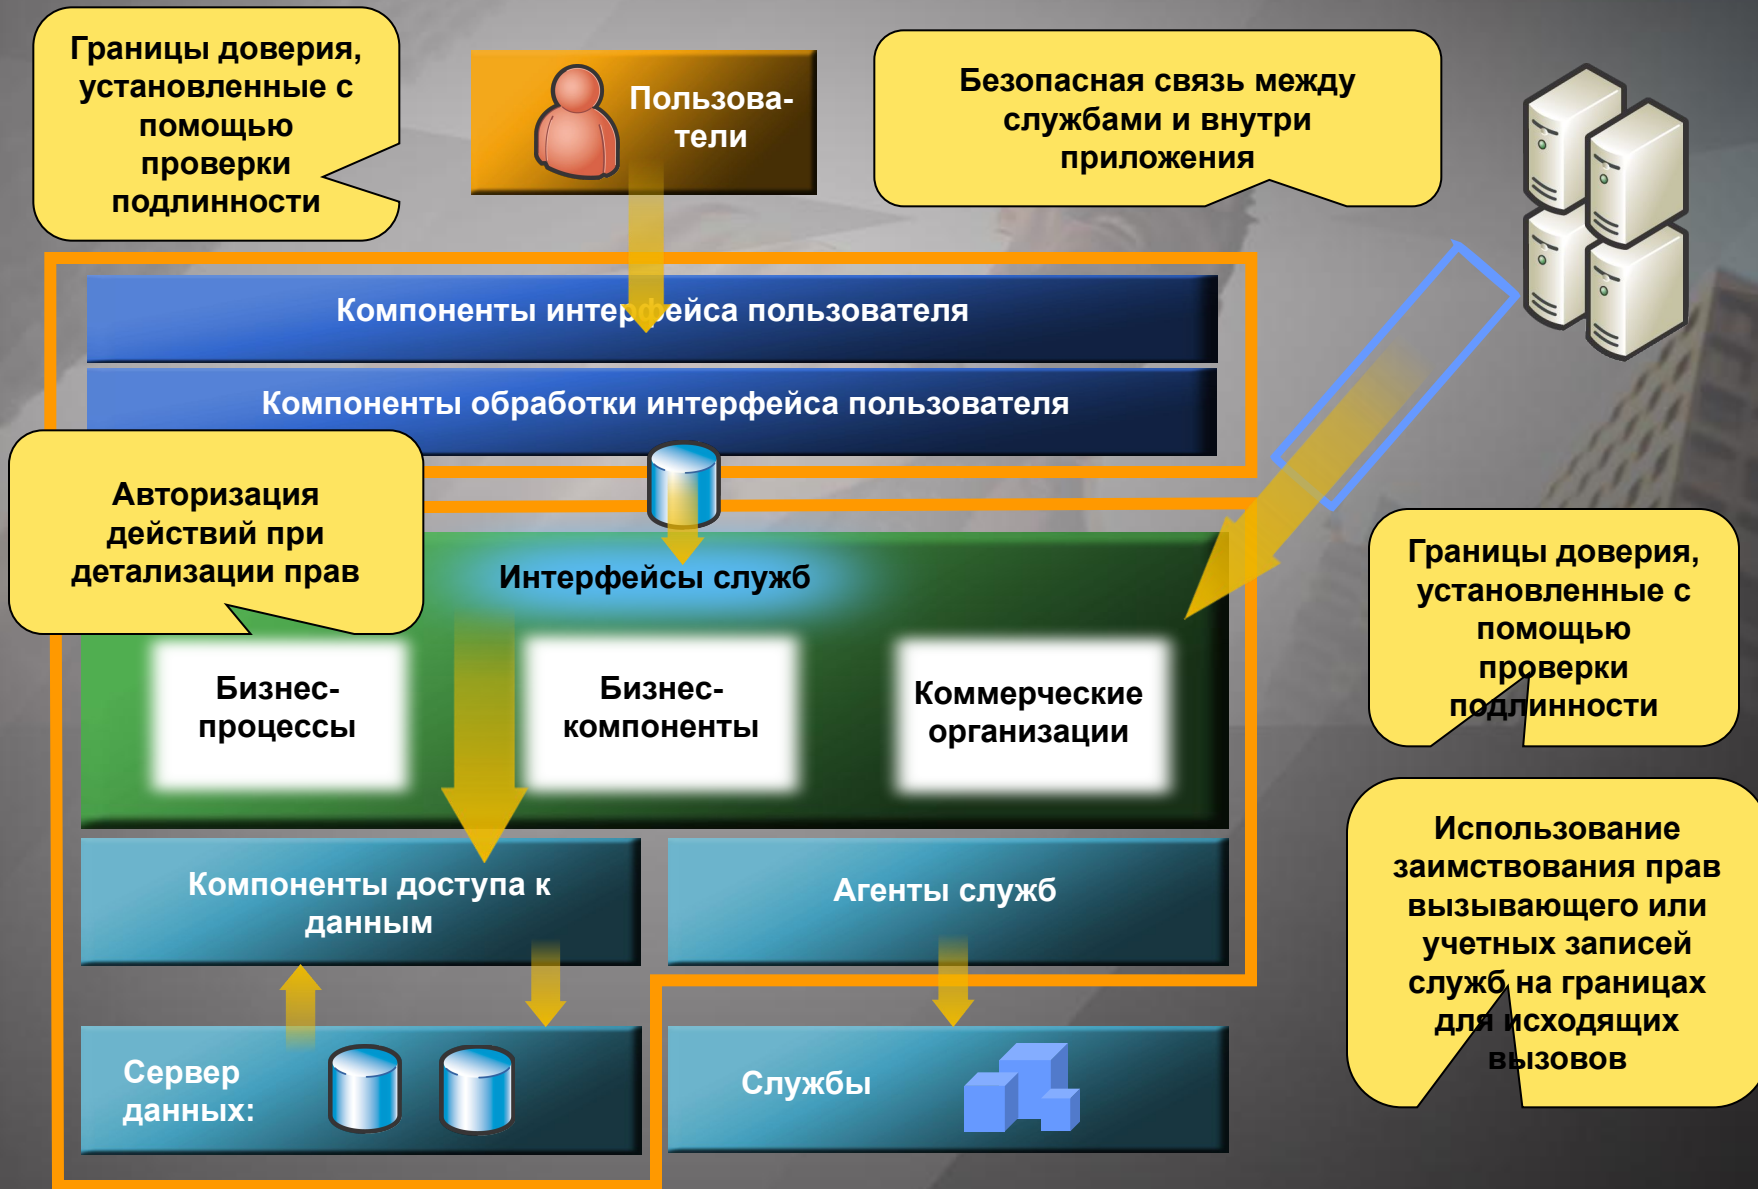 Границы доверия,
установленные с
помощью
проверки
подлинности
Пользова-
тели
Безопасная связь между
службами и внутри
приложения
Компоненты интерфейса пользователя
Компоненты обработки интерфейса пользователя
Авторизация
действий при
детализации прав
Интерфейсы служб
Бизнес-
процессы
Бизнес-
компоненты
Коммерческие
организации
Границы доверия,
установленные с
помощью
проверки
подлинности
Компоненты доступа к
данным
Агенты служб
Использование
заимствования прав
вызывающего или
учетных записей
служб на границах
для исходящих
вызовов
Сервер
данных:
Службы